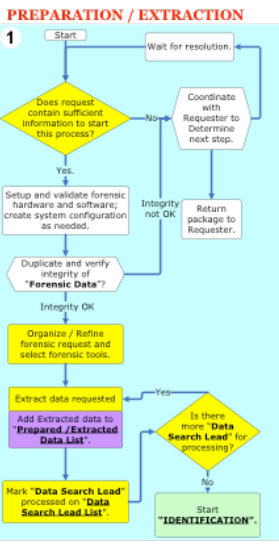 PREPARATION / EXTRACTION
1
Start
Wait for resolution.
Does request
contain sufficient
information to start
this process?
No
Coordinate
with
Requester to
Determine
next step.
Yes.
Setup and validate forensic
hardware and software;
create system configuration
as needed.
Integrity
not OK
Return
package to
Requester.
Duplicate and verify
integrity of
"Forensic Data"?
Integrity OK
Organize / Refine
forensic request and
select forensic tools.
Extract data requested
Yes
Add Extracted data to
"Prepared /Extracted
Data List".
Is there
more "Data
Search Lead" for
processing?
Mark "Data Search Lead"
processed on "Data
Search Lead List".
No
Start
"IDENTIFICATION".